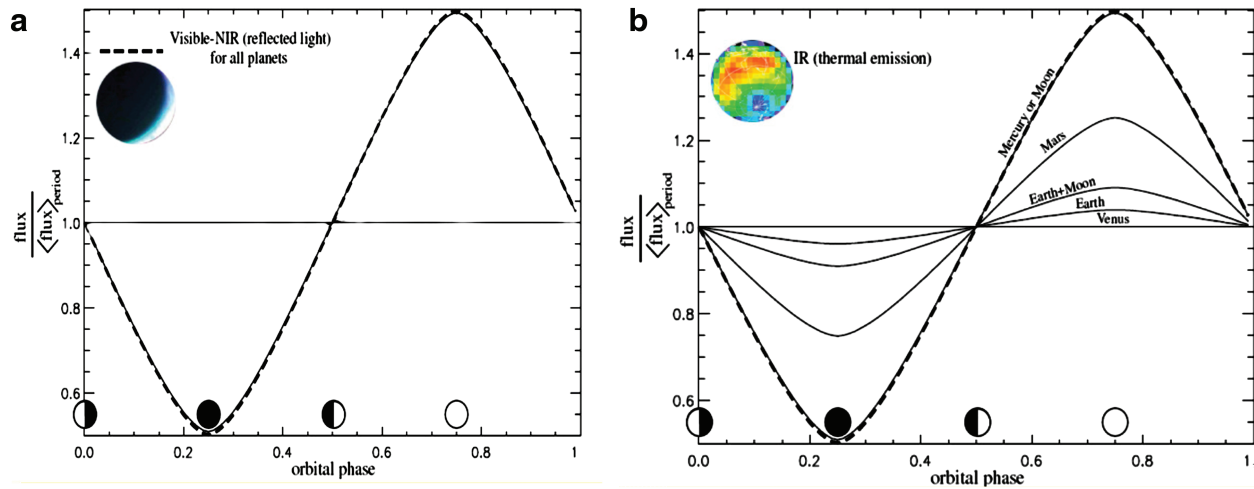 a
Visible-NIR (reflected light)
for all planets
1.4
1.2
1.0
0.8
0.6
flux
<flux>period
0.0 0.2 0.4 0.6 0.8 1
orbital phase
b
IR (thermal emission)
Mercury or Moon
Mars
Earth+Moon
Earth
Venus
1.4
1.2
1.0
0.8
0.6
flux
<flux>period
0.0 0.2 0.4 0.6 0.8 1.
orbital phase